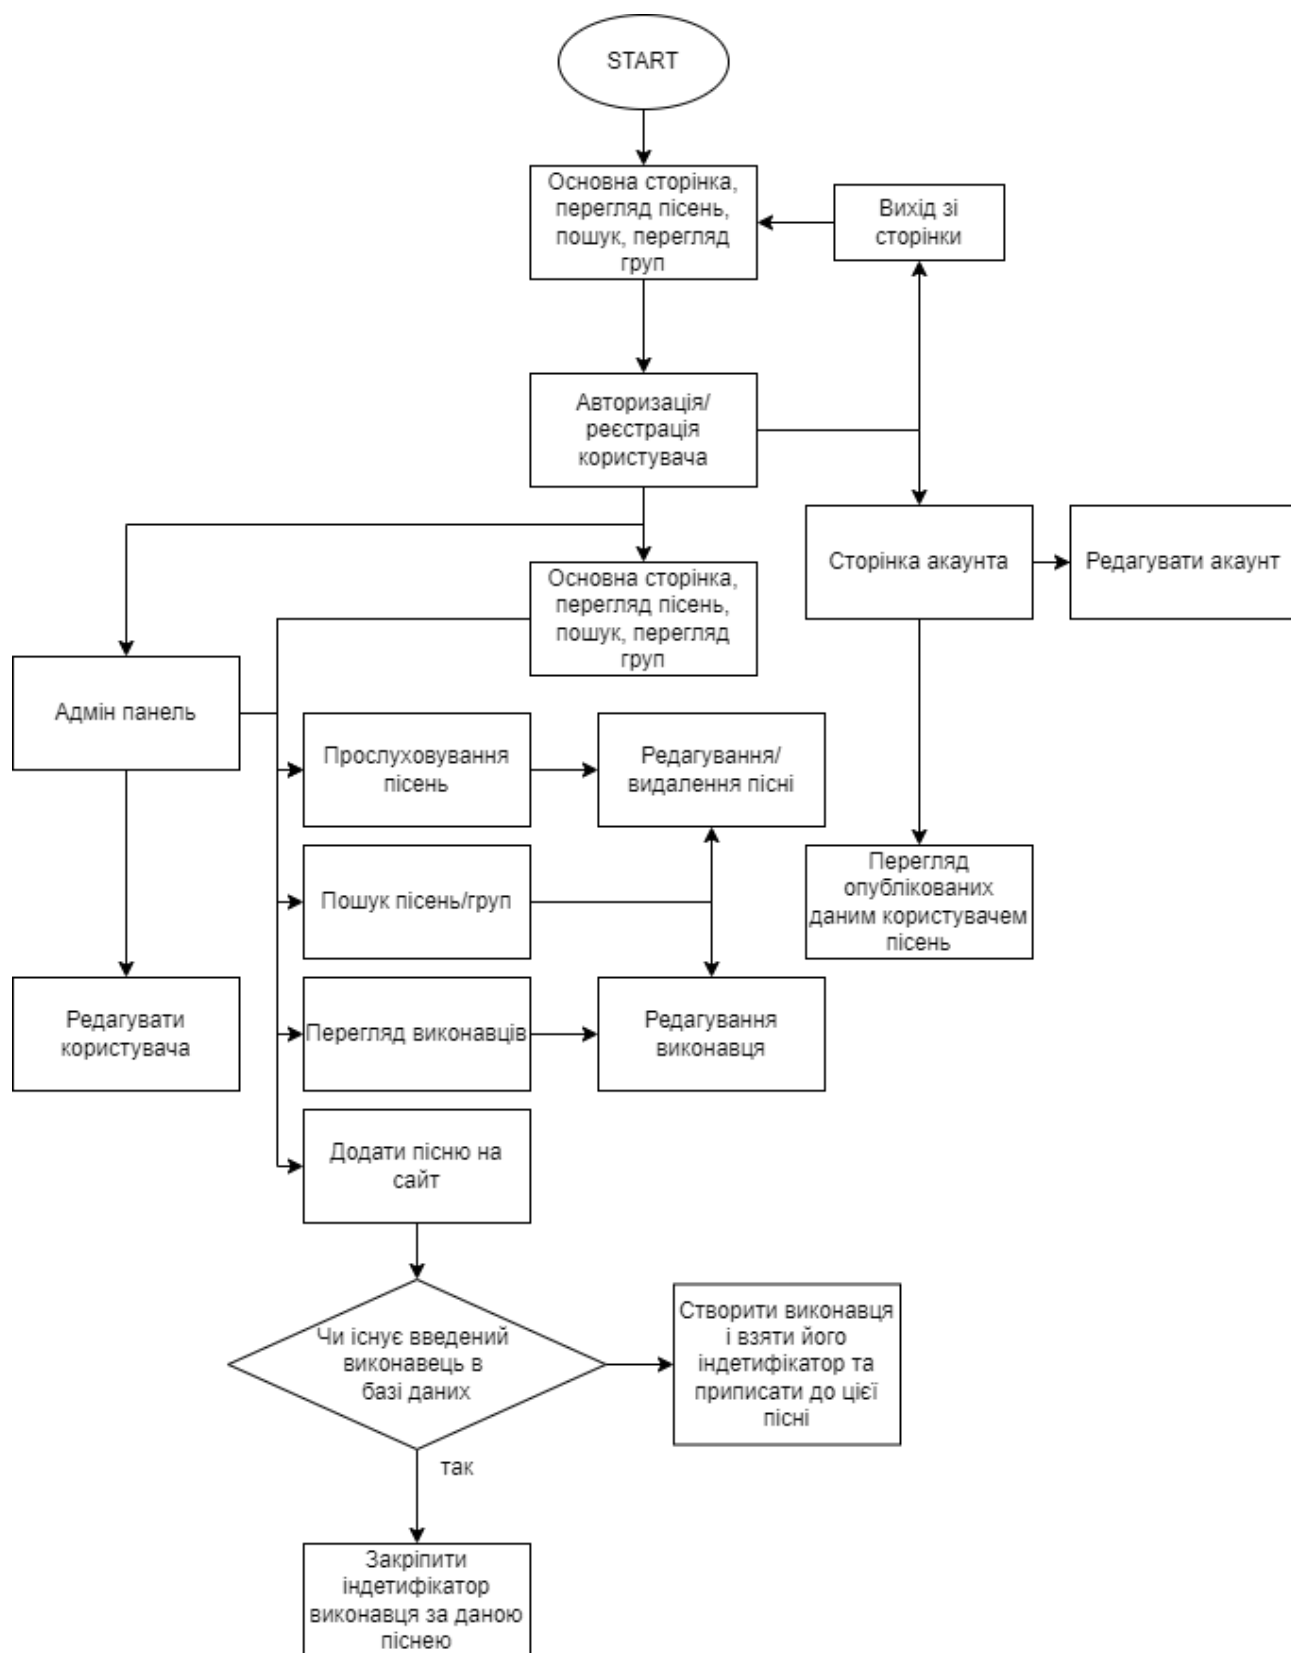 START
Основна сторінка,
перегляд пісень,
пошук, перегляд
груп
Вихід зі
сторінки
Авторизація/
реєстрація
користувача
Сторінка акаунта
Редагувати акаунт
Основна сторінка,
перегляд пісень,
пошук, перегляд
груп
Адмін панель
Прослуховування
пісень
Редагування/
видалення пісні
Пошук пісень/груп
Перегляд
опублікованих
даним користувачем
пісень
Редагувати
користувача
Перегляд виконавців
Редагування
виконавця
Додати пісню на
сайт
Чи існує введений
виконавець в
базі даних
Створити виконавця
і взяти його
індетифікатор та
приписати до цієї
пісні
так
Закріпити
індетифікатор
виконавця за даною
піснею